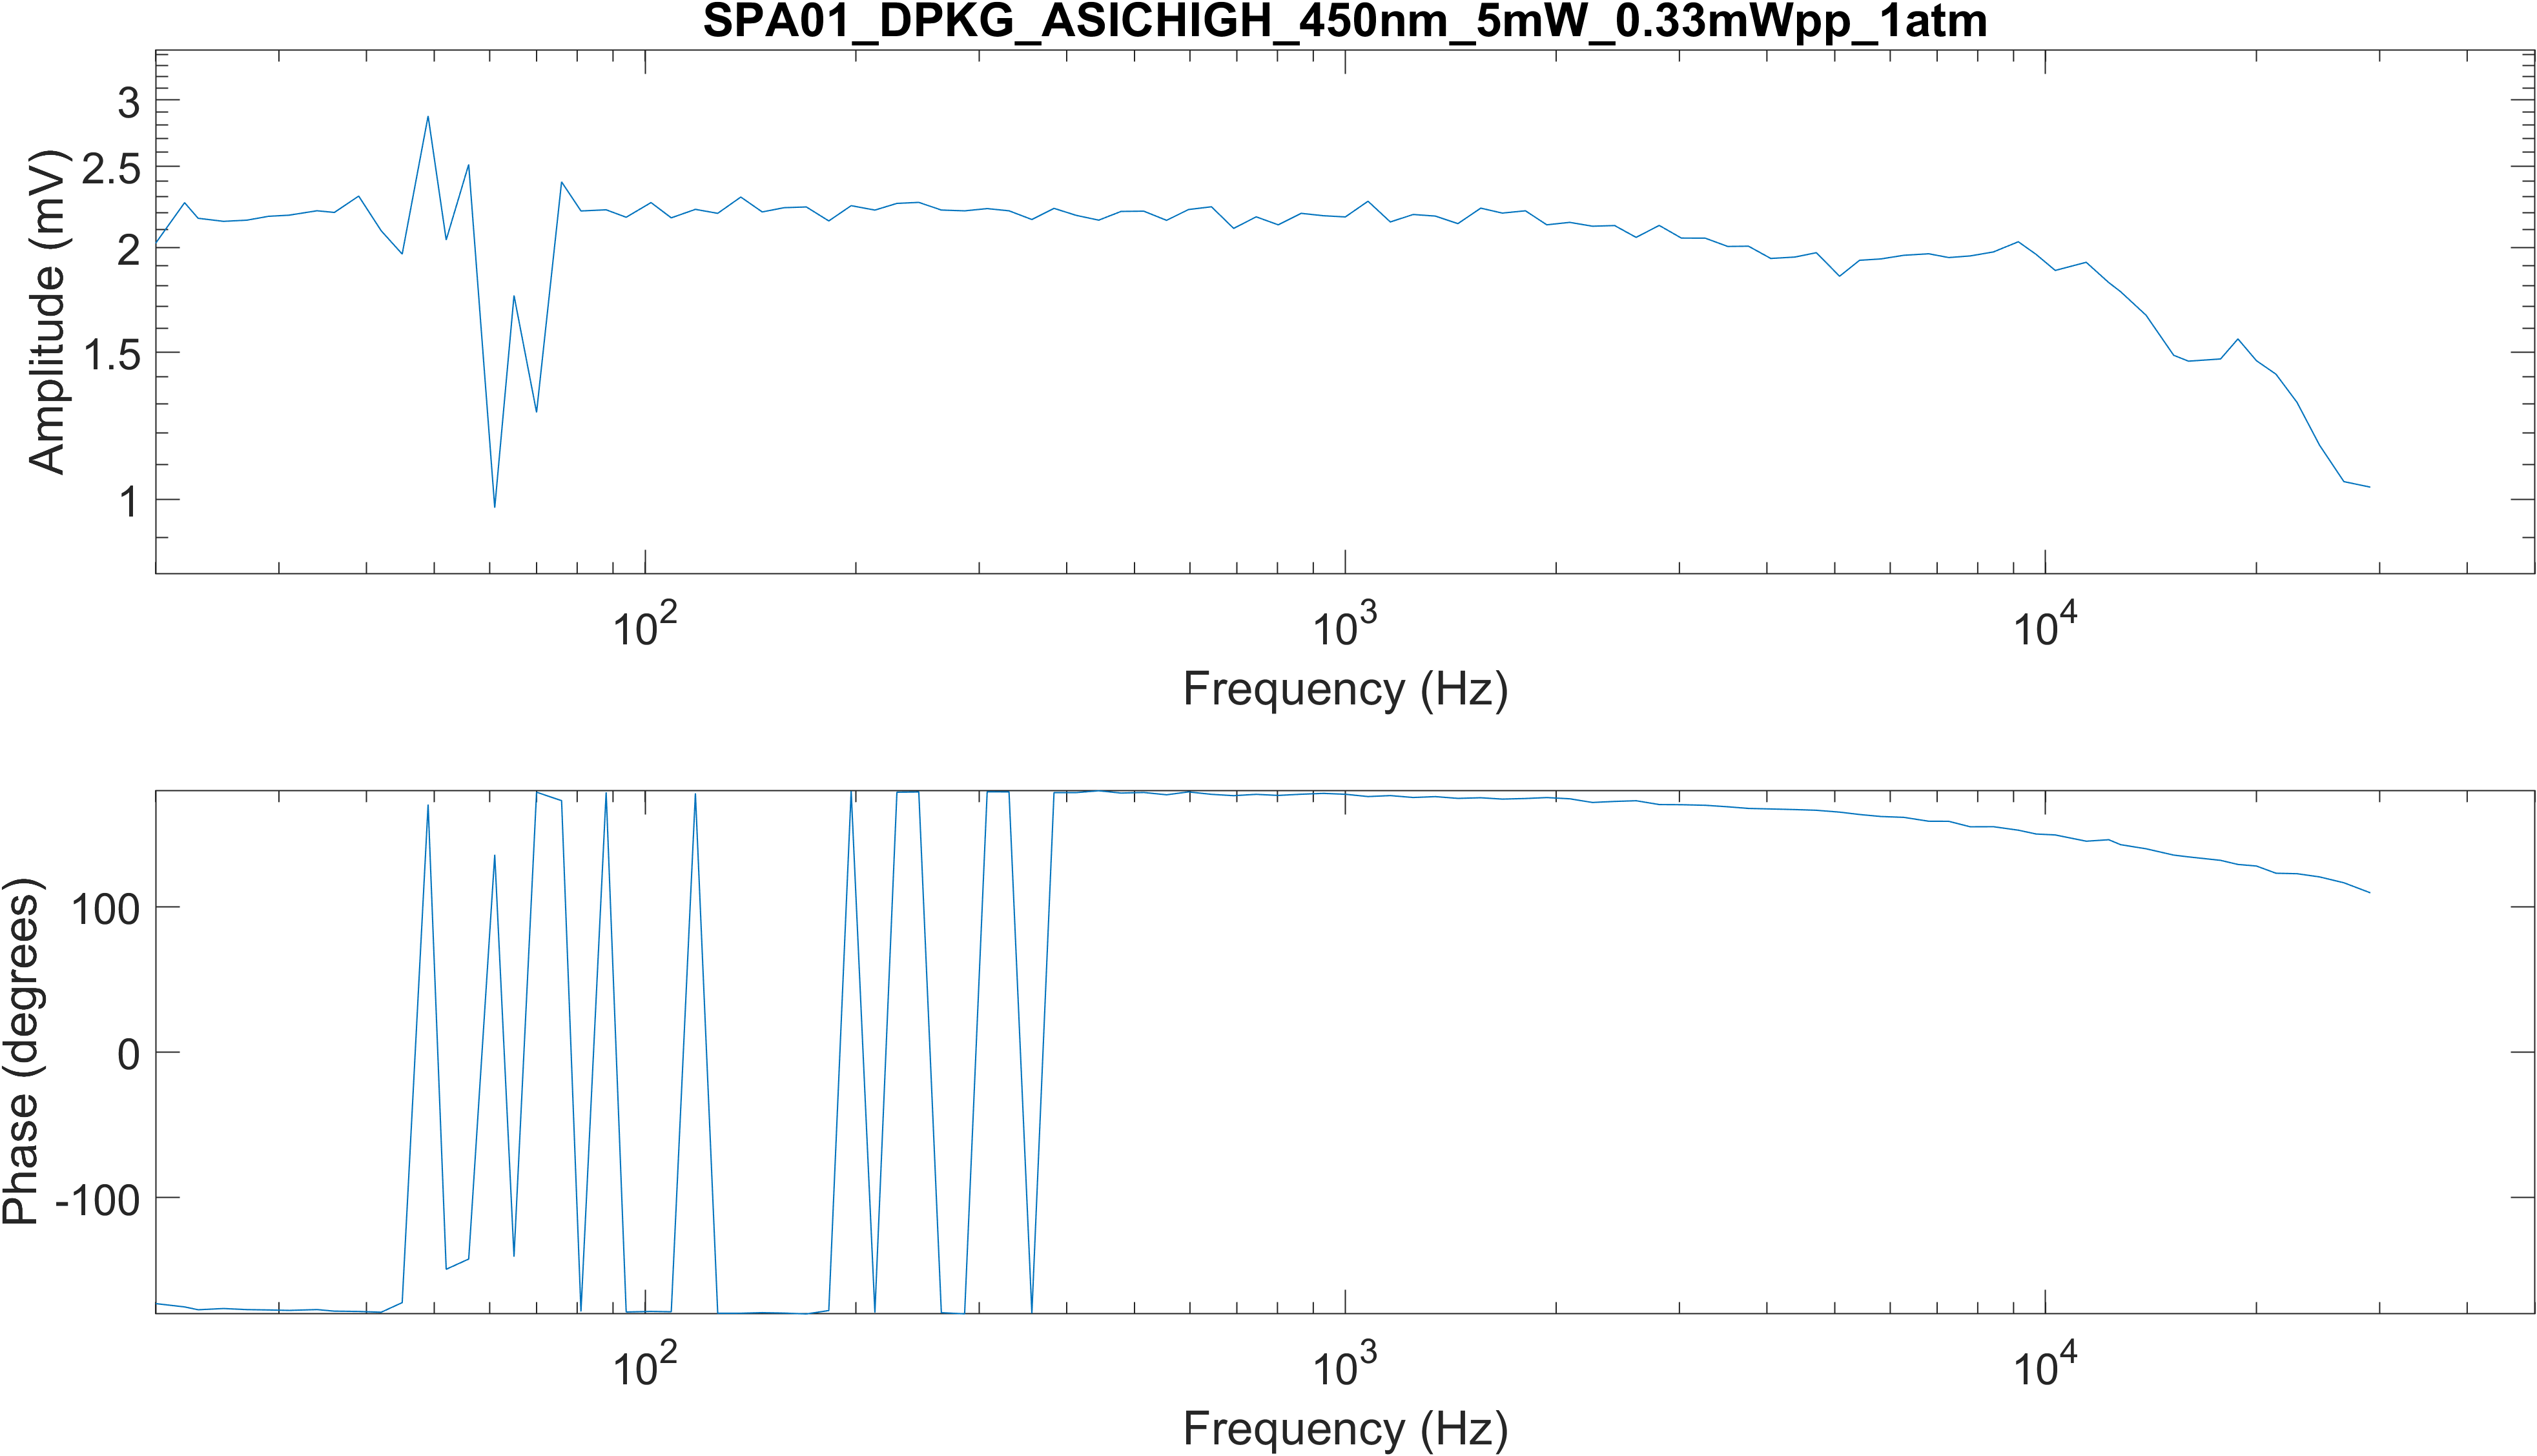 SPA01_DPKG_ASICHIGH_450nm_5mW_0.33mWpp_1atm
Amplitude (mV)
3
2.5
2
1.5
1
10^2
10^3
10^4
Frequency (Hz)
Phase (degrees)
100
0
-100
10^2
10^3
10^4
Frequency (Hz)